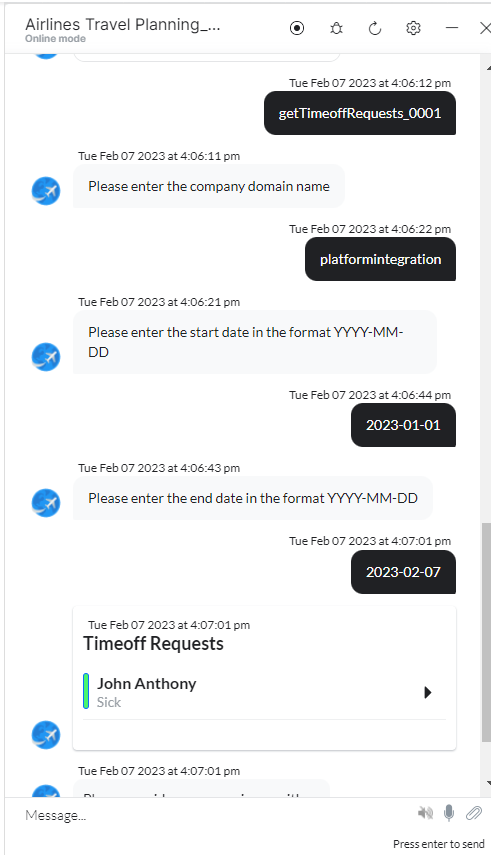 Airlines Travel Planning_...
Online mode
Tue Feb 07 2023 at 4:06:12 pm
getTimeoffRequests_0001
Tue Feb 07 2023 at 4:06:11 pm
Please enter the company domain name
Tue Feb 07 2023 at 4:06:22 pm
platformintegration
Tue Feb 07 2023 at 4:06:21 pm
Please enter the start date in the format YYYY-MM-
DD
Tue Feb 07 2023 at 4:06:44 pm
2023-01-01
Tue Feb 07 2023 at 4:06:43 pm
Please enter the end date in the format YYYY-MM-DD
Tue Feb 07 2023 at 4:07:01 pm
2023-02-07
Tue Feb 07 2023 at 4:07:01 pm
Timeoff Requests
John Anthony
Sick
Tue Feb 07 2023 at 4:07:01 pm
Message...
Press enter to send